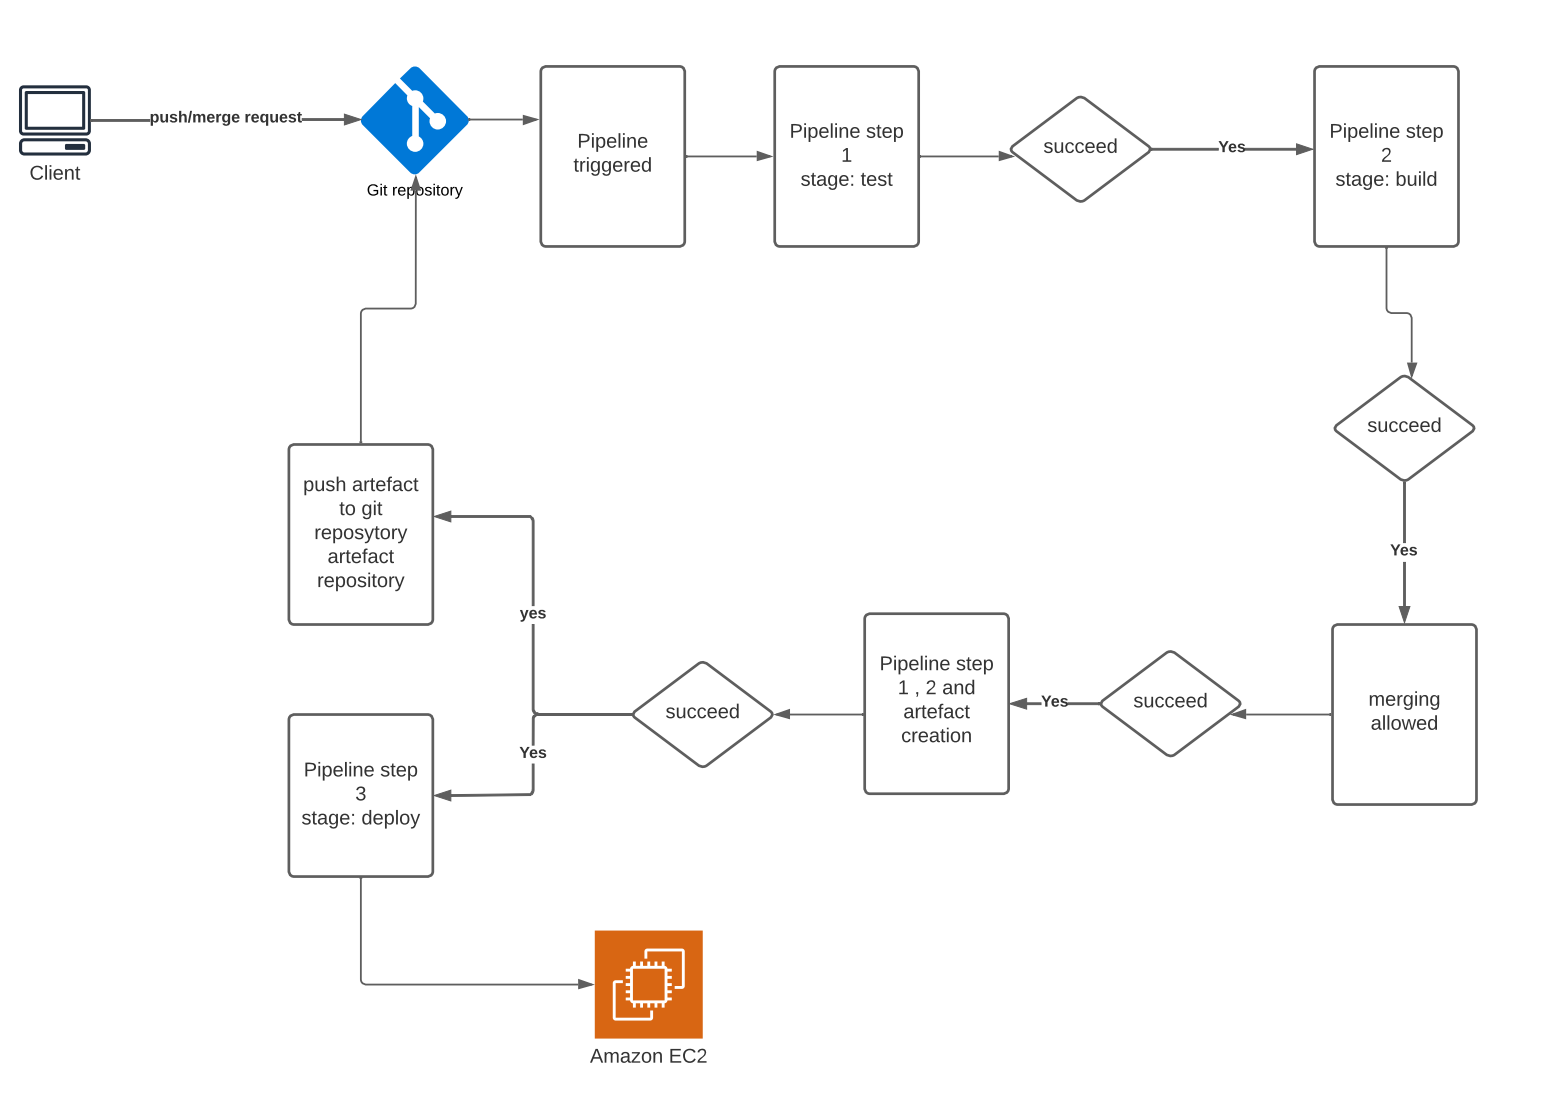 Client
push/merge request
Git repository
Pipeline
triggered
Pipeline step
1
stage: test
succeed
Yes
Pipeline step
2
stage: build
succeed
Yes
merging
allowed
succeed
Yes
Pipeline step
1 , 2 and
artefact
creation
succeed
yes
Yes
push artefact
to git
reposytory
artefact
repository
Pipeline step
3
stage: deploy
Amazon EC2